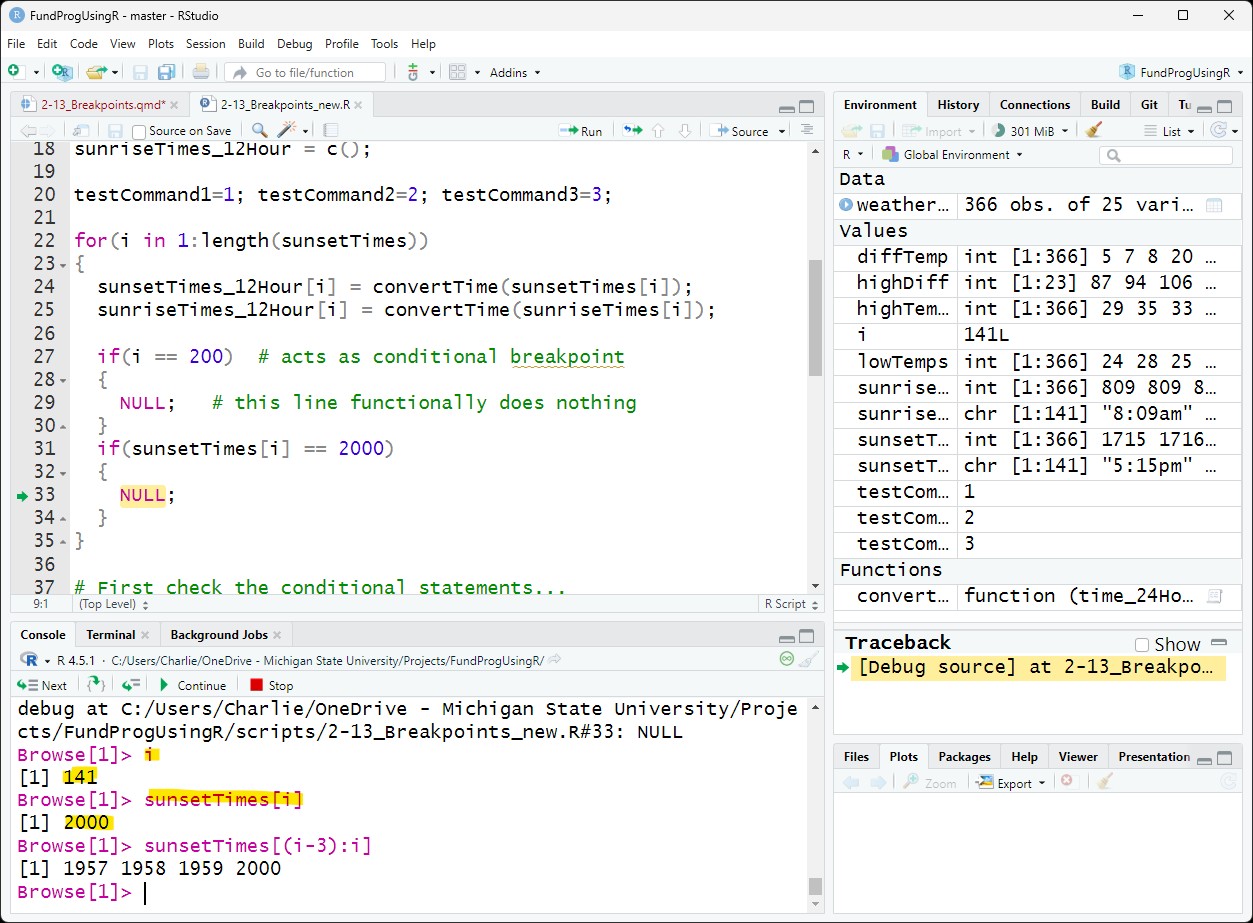 FundProgUsingR - master - RStudio
File Edit Code View Plots Session Build Debug Profile Tools Help
Go to file/function Addins FundProgUsingR
2-13_Breakpoints.qmd* 2-13_Breakpoints_new.R
Source on Save Run Source
18 sunriseTimes_12Hour = c();
19
20 testCommand1=1; testCommand2=2; testCommand3=3;
21
22 for(i in 1:length(sunsetTimes))
23 {
24 sunsetTimes_12Hour[i] = convertTime(sunsetTimes[i]);
25 sunriseTimes_12Hour[i] = convertTime(sunriseTimes[i]);
26
27 if(i == 200) # acts as conditional breakpoint
28 {
29 NULL; # this line functionally does nothing
30 }
31 if(sunsetTimes[i] == 2000)
32 {
33 NULL;
34 }
35 }
36
37 # First check the conditional statements...
9:1 (Top Level) R Script
Console Terminal Background Jobs
R 4.5.1 · C:/Users/Charlie/OneDrive - Michigan State University/Projects/FundProgUsingR/
Next Continue Stop
debug at C:/Users/Charlie/OneDrive - Michigan State University/Proje
cts/FundProgUsingR/scripts/2-13_Breakpoints_new.R#33: NULL
Browse[1]> i
[1] 141
Browse[1]> sunsetTimes[i]
[1] 2000
Browse[1]> sunsetTimes[(i-3):i]
[1] 1957 1958 1959 2000
Browse[1]>
Environment History Connections Build Git Tu
Import 301 MiB List
R Global Environment
Data
weather… 366 obs. of 25 vari…
Values
diffTemp int [1:366] 5 7 8 20 …
highDiff int [1:23] 87 94 106 …
highTem… int [1:366] 29 35 33 …
i 141L
lowTemps int [1:366] 24 28 25 …
sunrise… int [1:366] 809 809 8…
sunrise… chr [1:141] "8:09am" …
sunsetT… int [1:366] 1715 1716…
sunsetT… chr [1:141] "5:15pm" …
testCom… 1
testCom… 2
testCom… 3
Functions
convert… function (time_24Ho…
Traceback Show
[Debug source] at 2-13_Breakpo…
Files Plots Packages Help Viewer Presentation
Zoom Export